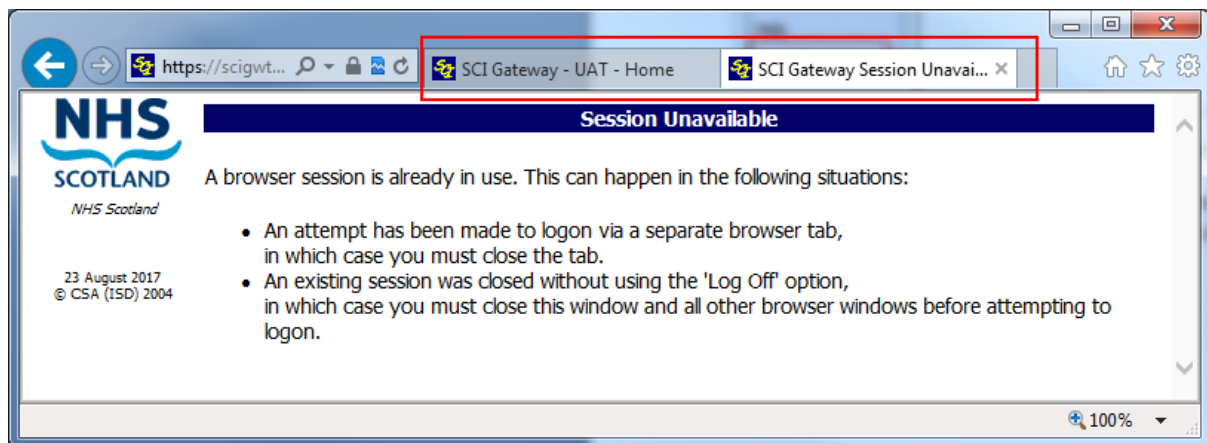 https://scigwt...
SCI Gateway - UAT - Home
SCI Gateway Session Unavai...
NHS
SCOTLAND
NHS Scotland
23 August 2017
© CSA (ISD) 2004
Session Unavailable
A browser session is already in use. This can happen in the following situations:
• An attempt has been made to logon via a separate browser tab,
in which case you must close the tab.
• An existing session was closed without using the 'Log Off' option,
in which case you must close this window and all other browser windows before attempting to
logon.
100%